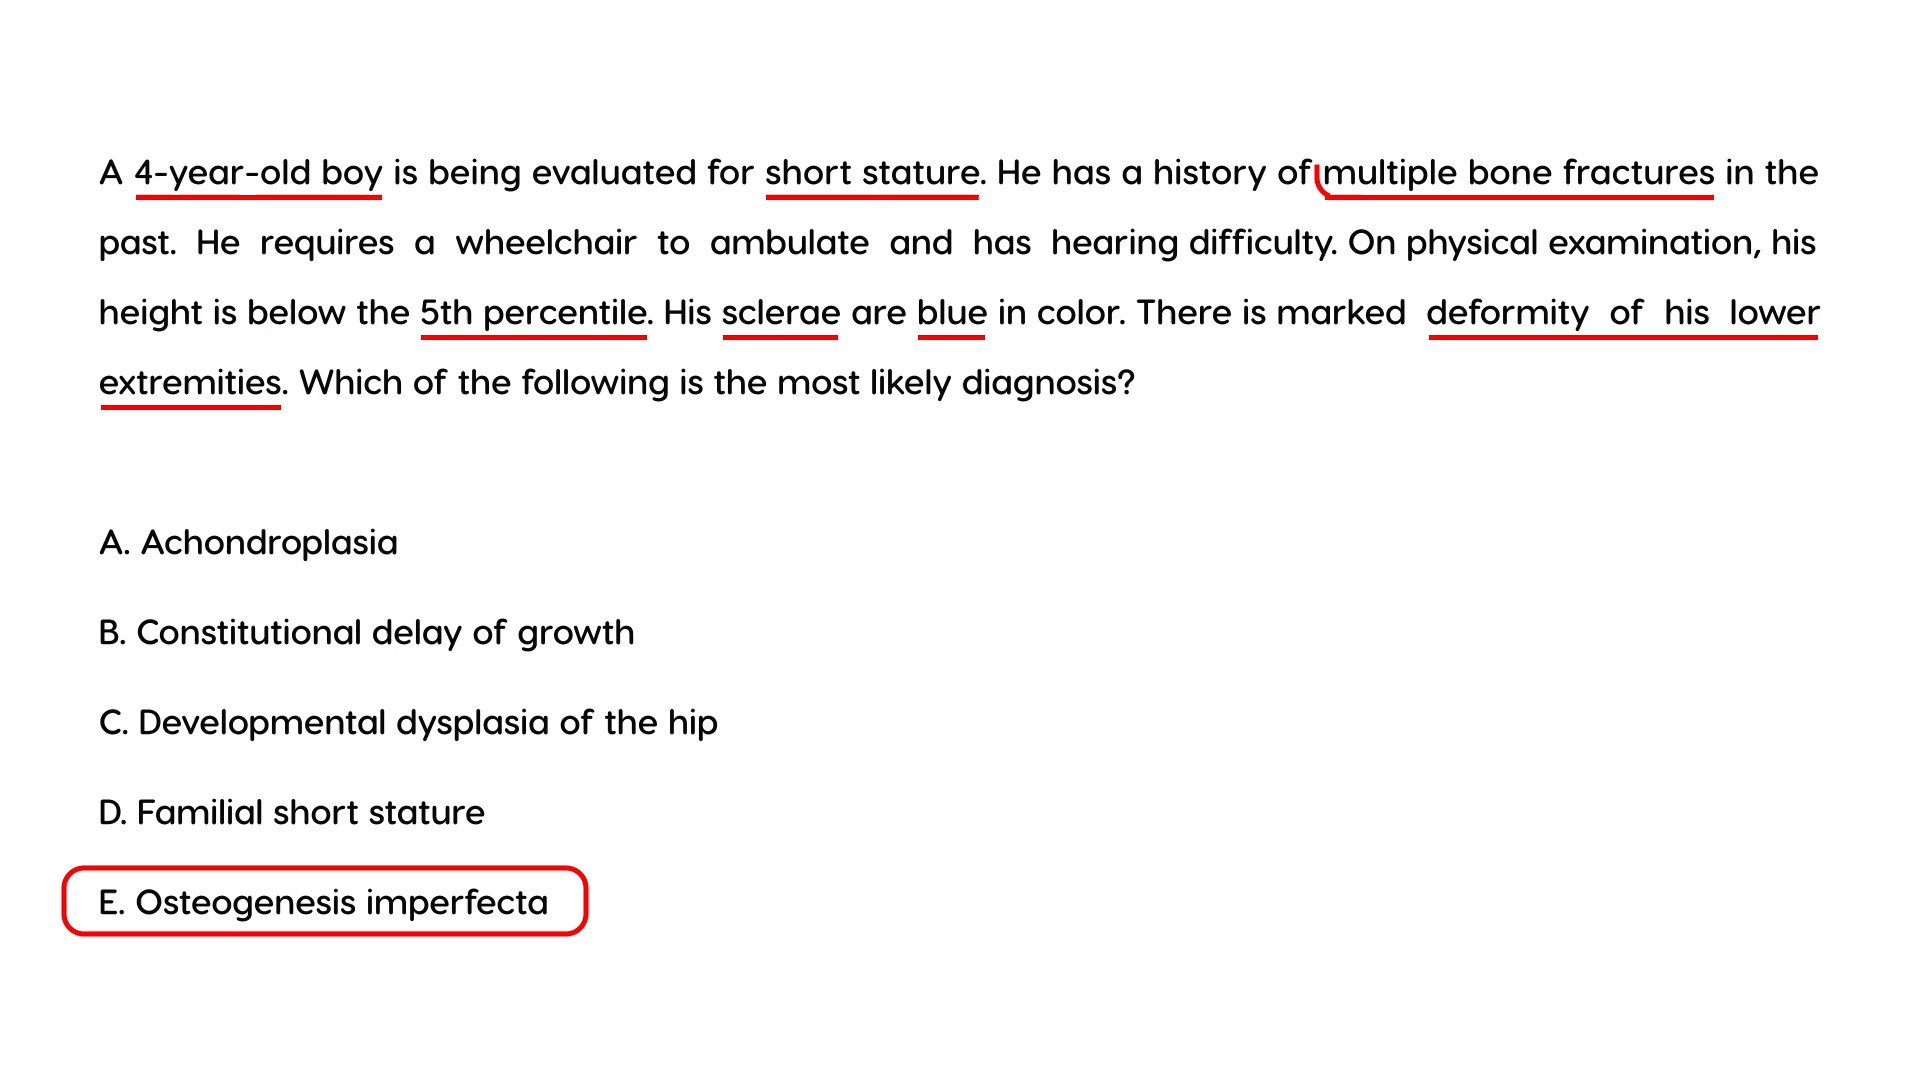 A 4-year-old boy is being evaluated for short stature. He has a history of multiple bone fractures in the
past. He requires a wheelchair to ambulate and has hearing difficulty. On physical examination, his
height is below the 5th percentile. His sclerae are blue in color. There is marked deformity of his lower
extremities. Which of the following is the most likely diagnosis?
A. Achondroplasia
B. Constitutional delay of growth
C. Developmental dysplasia of the hip
D. Familial short stature
E. Osteogenesis imperfecta